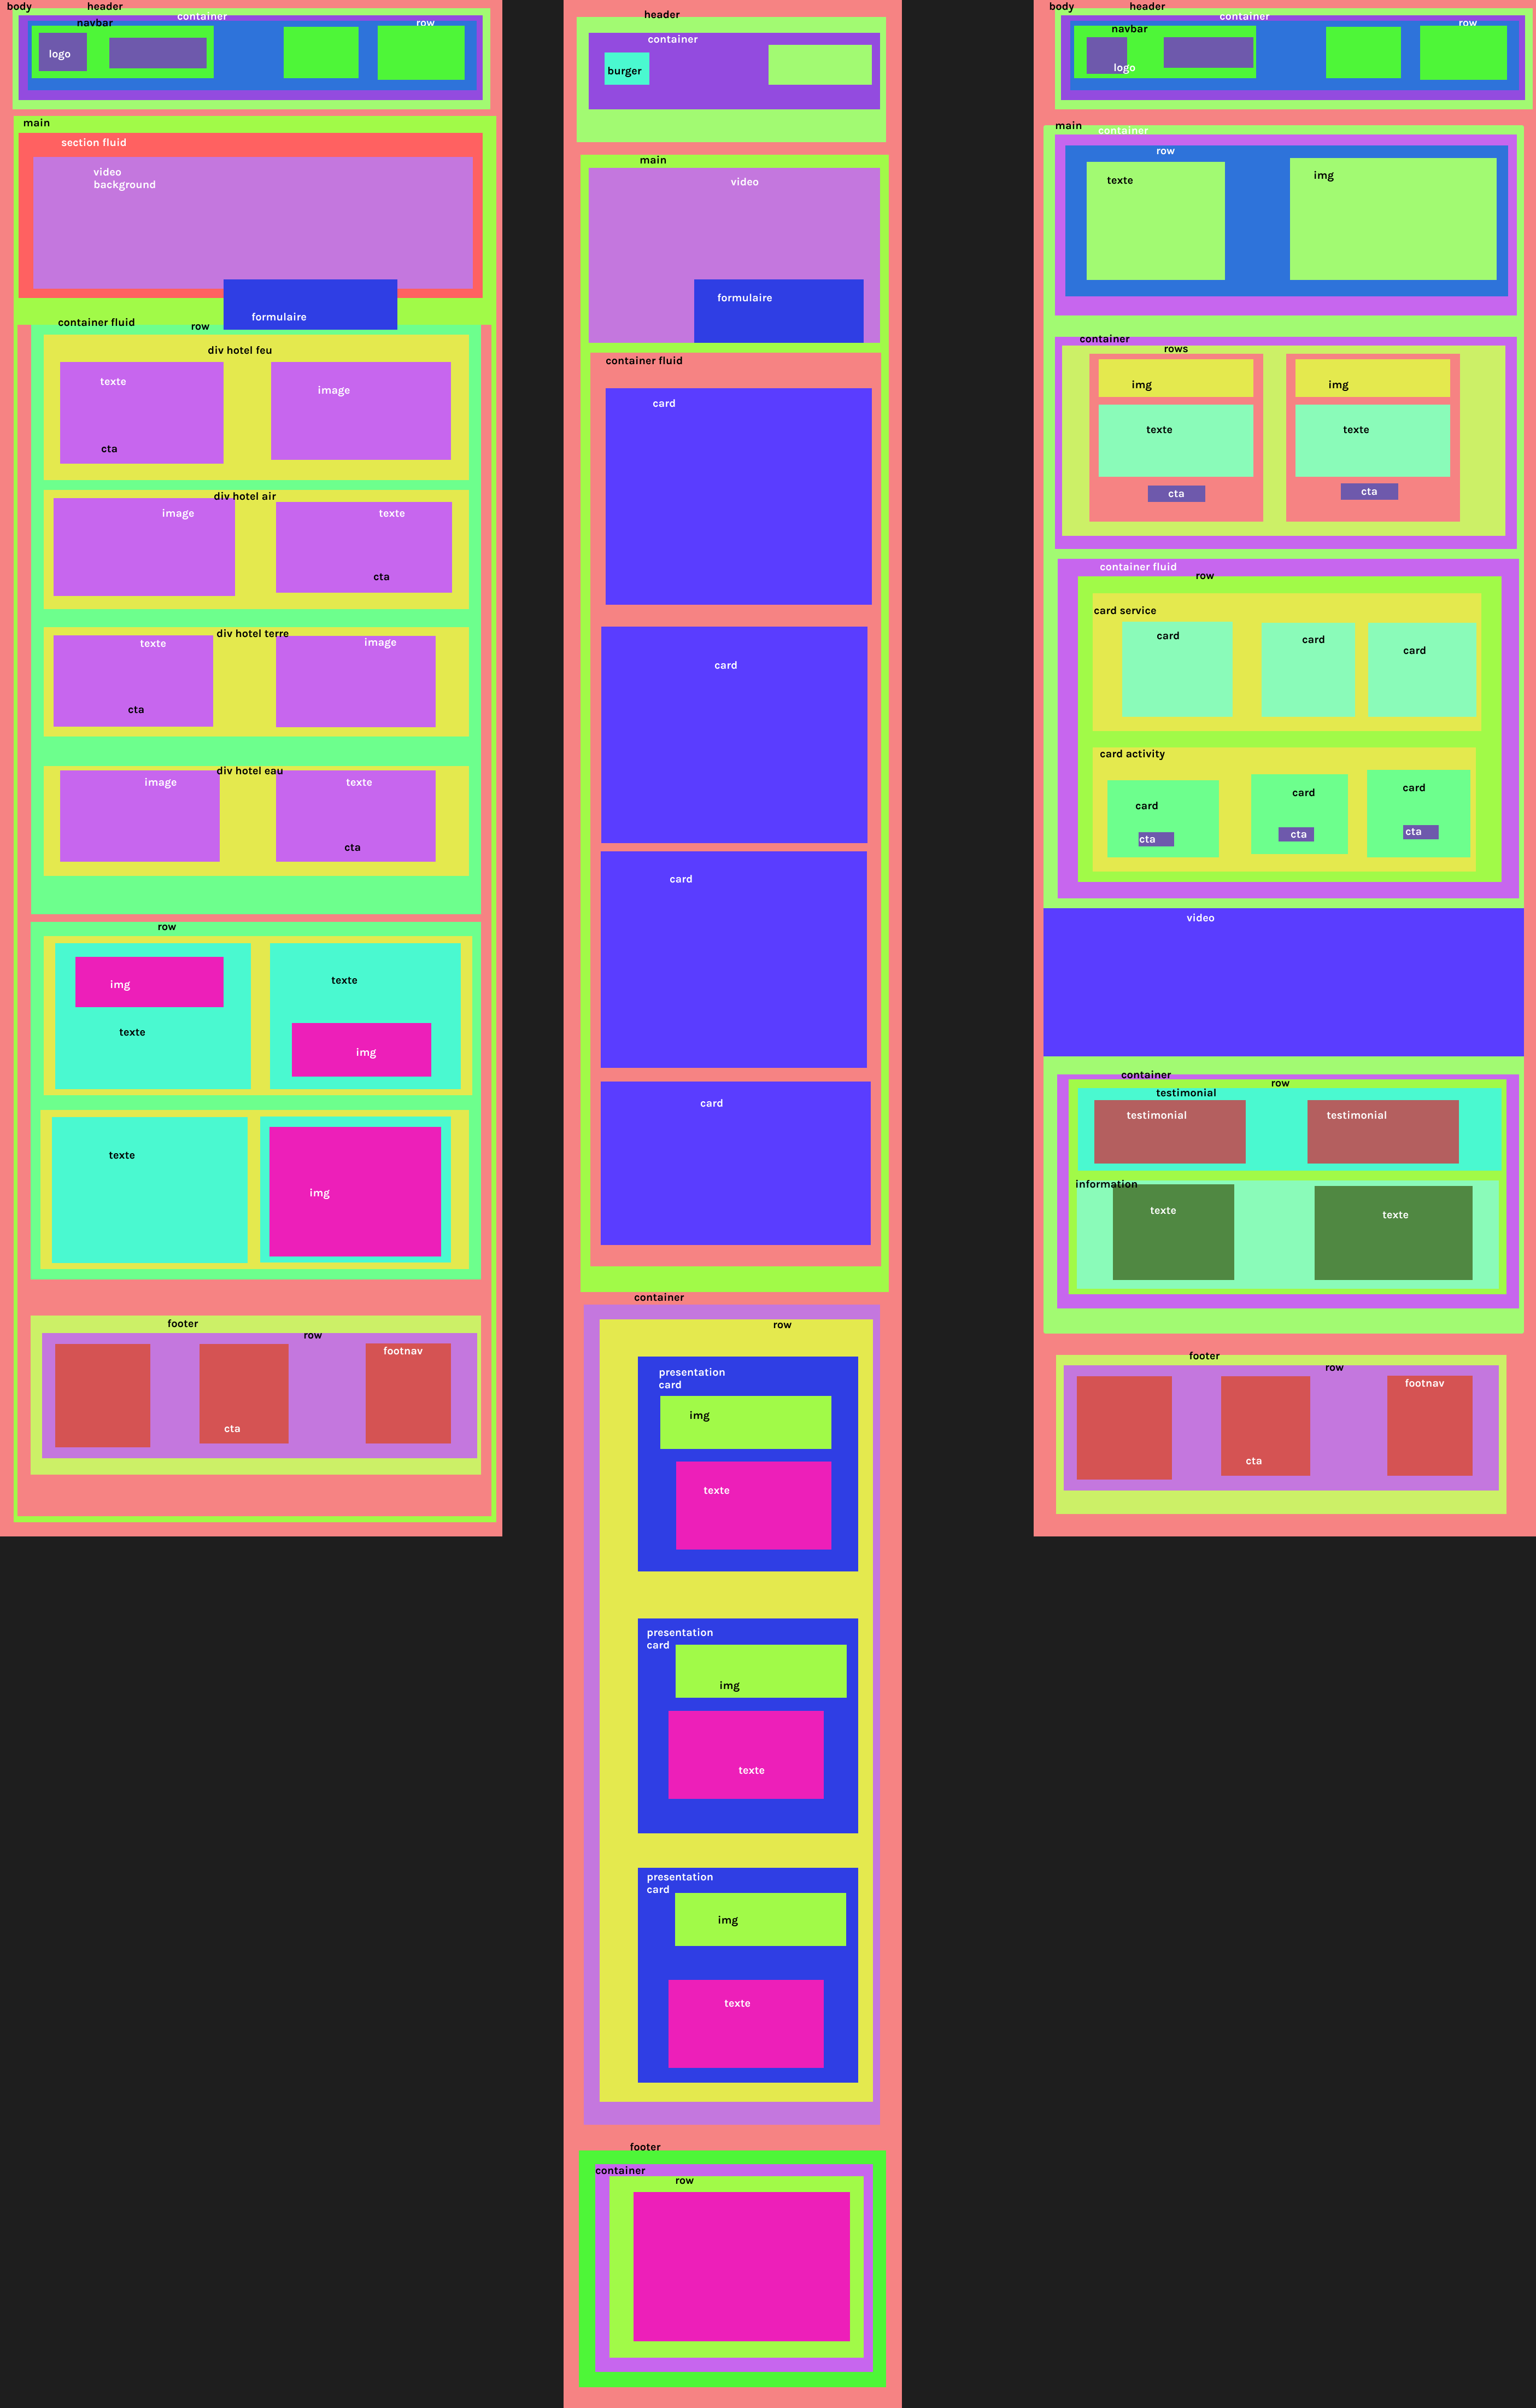 body
header
container
row
navbar
logo
main
section fluid
video
background
formulaire
container fluid
row
div hotel feu
texte
image
cta
div hotel air
image
texte
cta
div hotel terre
texte
image
cta
div hotel eau
image
texte
cta
row
img
texte
texte
img
texte
img
footer
row
footnav
cta
header
container
burger
main
video
formulaire
container fluid
card
card
card
card
container
row
presentation
card
img
texte
presentation
card
img
texte
presentation
card
img
texte
footer
container
row
body
header
container
row
navbar
logo
main
container
row
texte
img
container
rows
img
img
texte
texte
cta
cta
container fluid
row
card service
card
card
card
card activity
card
card
card
cta
cta
cta
video
container
row
testimonial
testimonial
testimonial
information
texte
texte
footer
row
footnav
cta